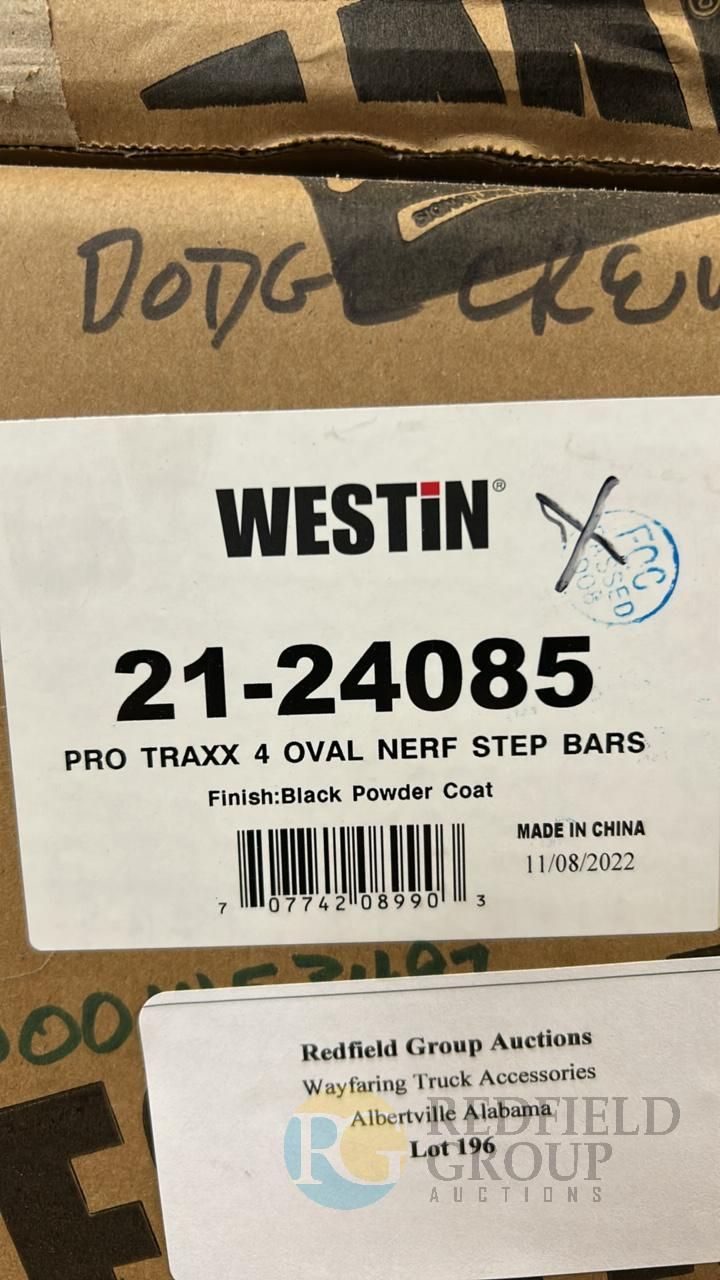 DODGE CREW
WESTiN®
FCC
21-24085
PRO TRAXX 4 OVAL NERF STEP BARS
Finish:Black Powder Coat
MADE IN CHINA
11/08/2022
7 07742 08990 3
Redfield Group Auctions
Wayfaring Truck Accessories
Albertville Alabama
Lot 196
RG REDFIELD
GROUP
AUCTIONS